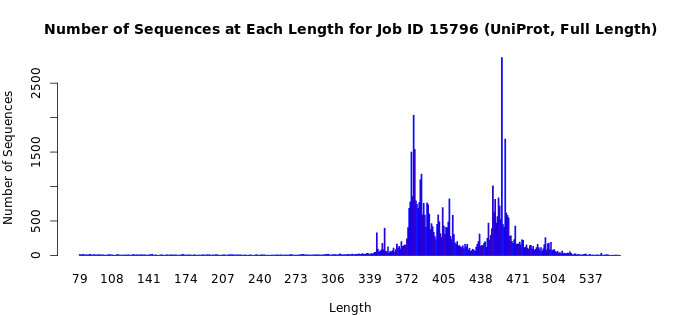 Number of Sequences at Each Length for Job ID 15796 (UniProt, Full Length)
Number of Sequences
2500
1500
500
0
79 108 141 174 207 240 273 306 339 372 405 438 471 504 537
Length